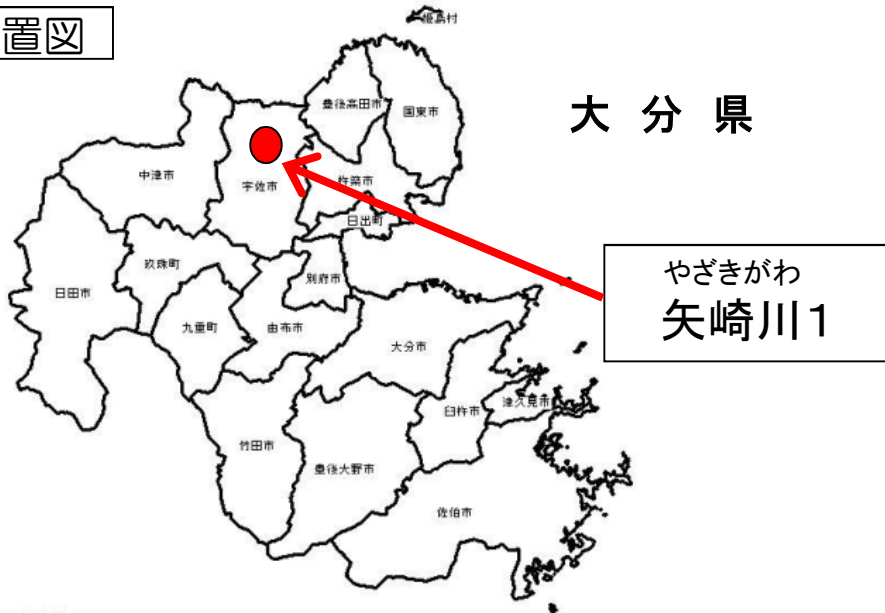 置図
姫島村
大分県
豊後高田市
国東市
中津市
宇佐市
杵築市
日出町
やざきがわ
矢崎川1
玖珠町
別府市
日田市
九重町
由布市
大分市
臼杵市
津久見市
竹田市
豊後大野市
佐伯市